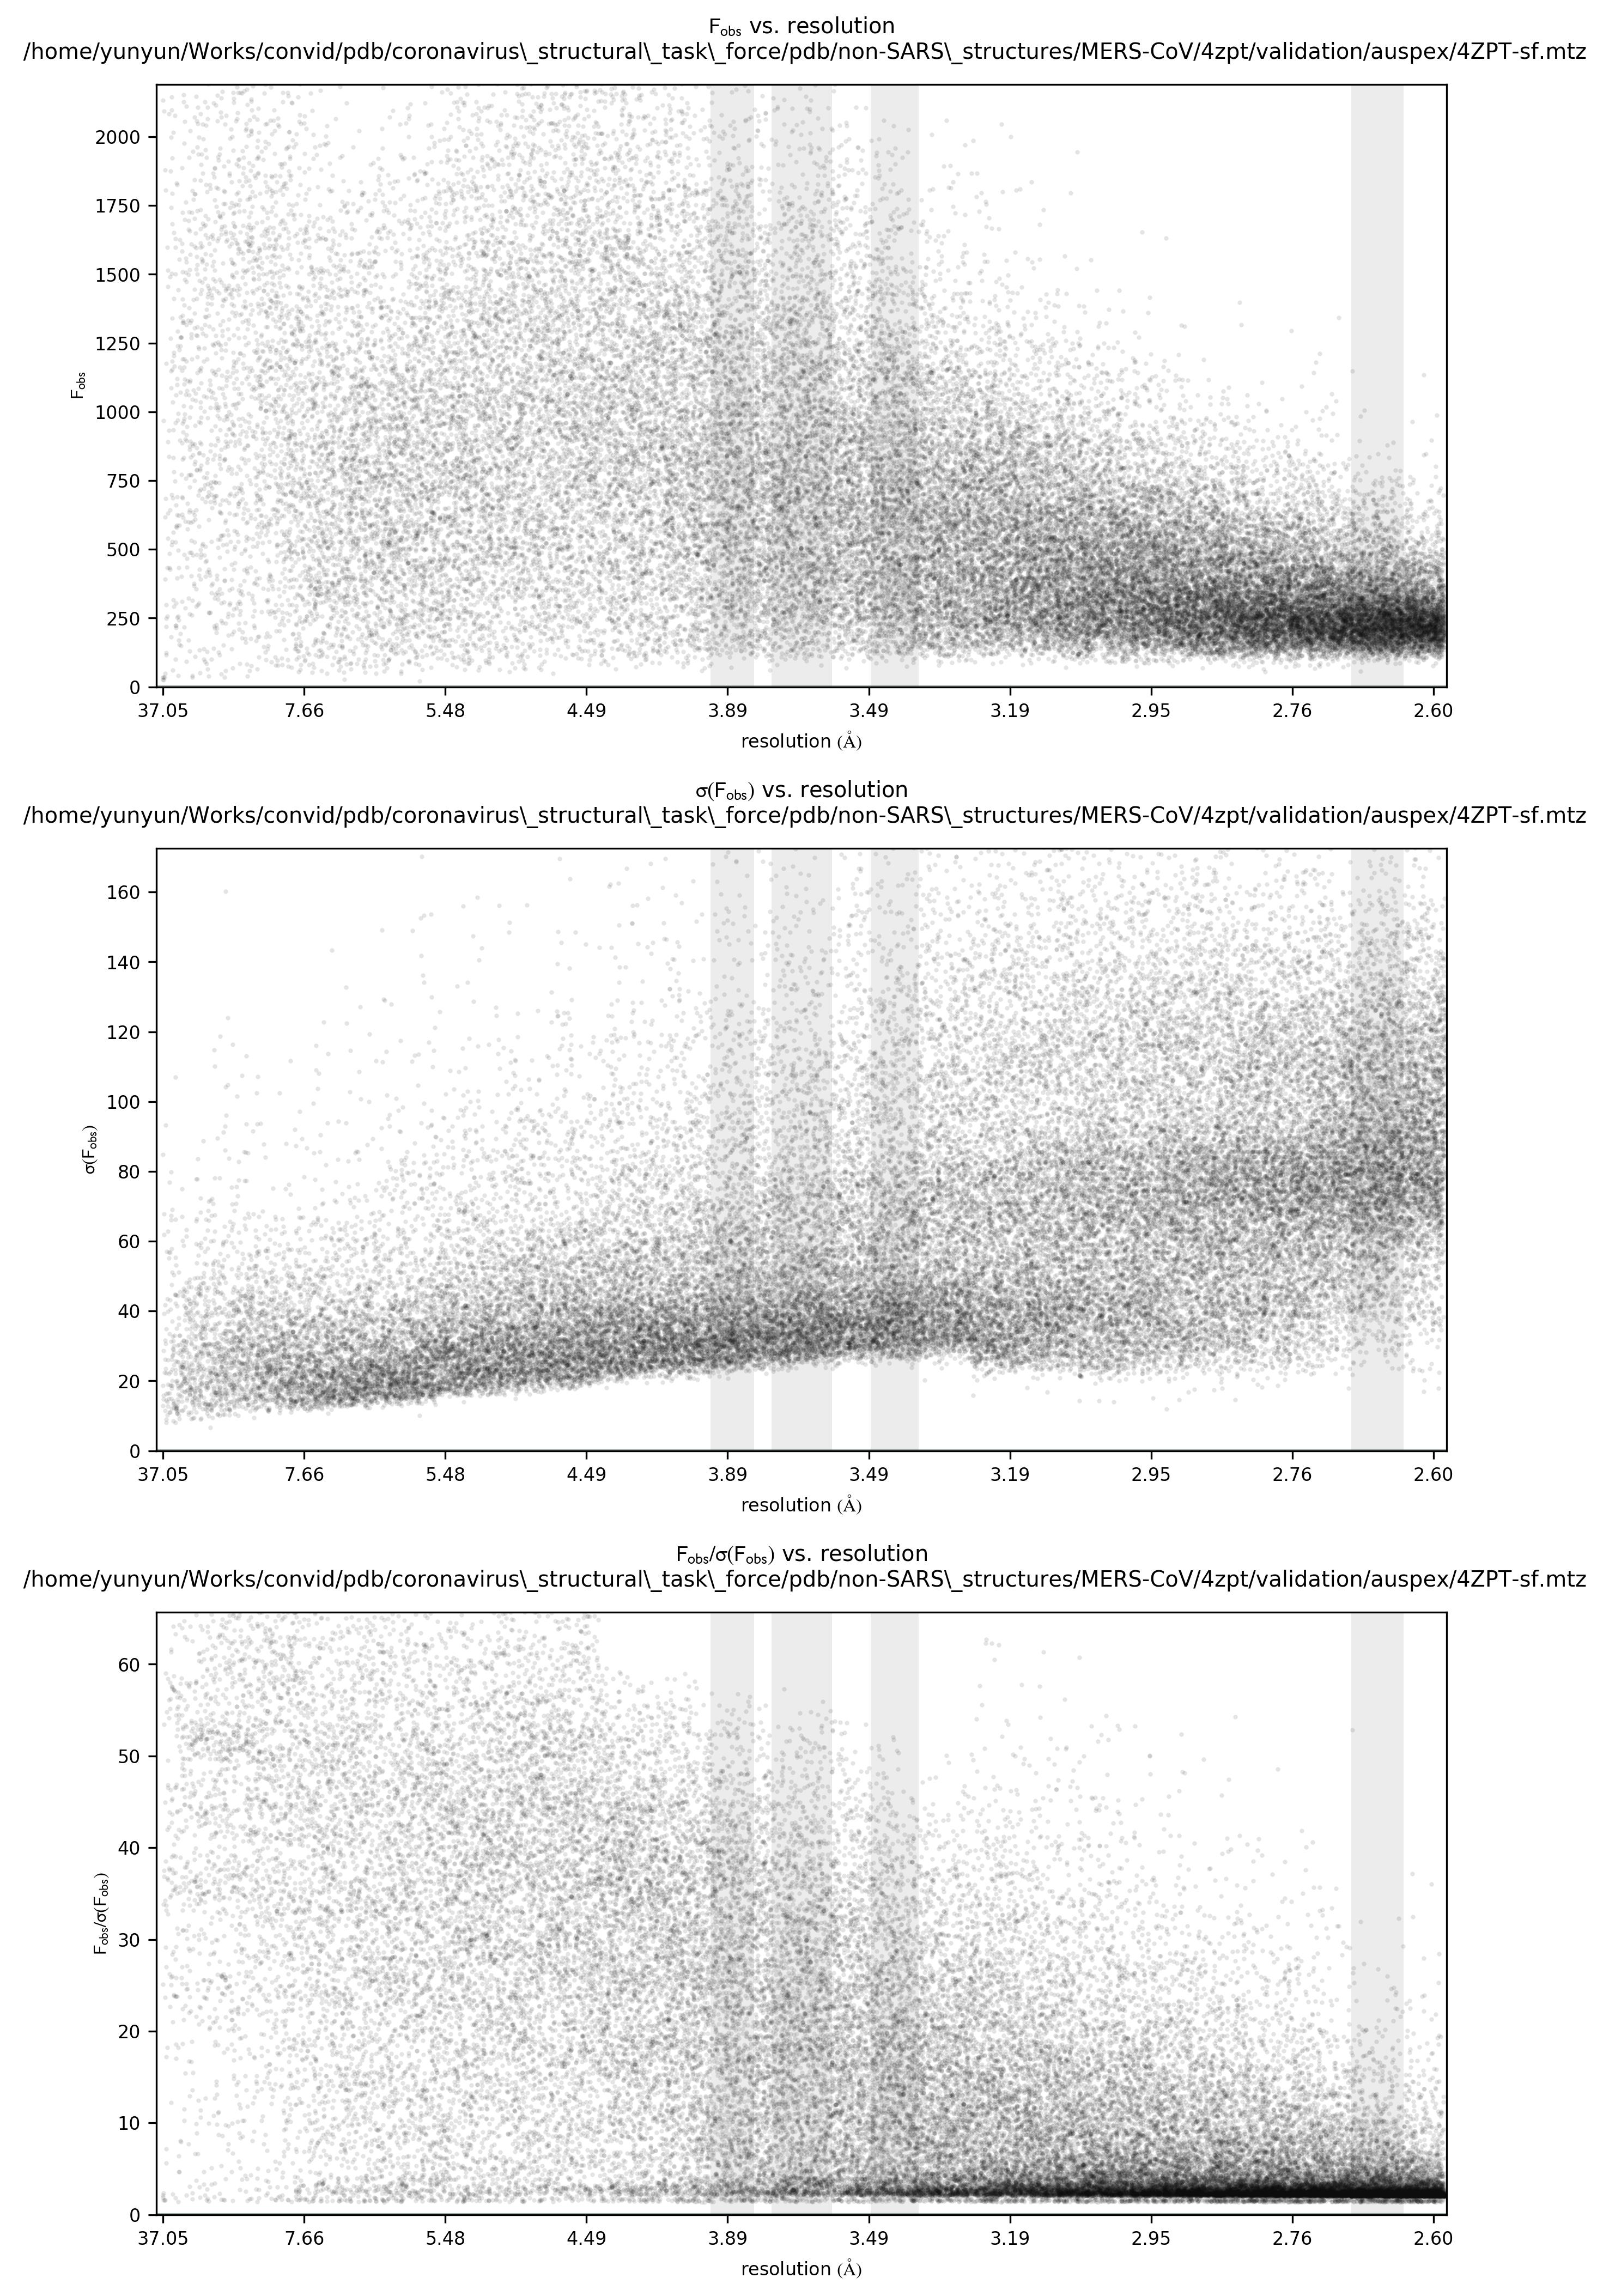 Fobs vs. resolution
/home/yunyun/Works/convid/pdb/coronavirus\_structural\_task\_force/pdb/non-SARS\_structures/MERS-CoV/4zpt/validation/auspex/4ZPT-sf.mtz
2000
1750
1500
1250
1000
750
500
250
0
Fobs
37.05 7.66 5.48 4.49 3.89 3.49 3.19 2.95 2.76 2.60
resolution (Å)
σ(Fobs) vs. resolution
/home/yunyun/Works/convid/pdb/coronavirus\_structural\_task\_force/pdb/non-SARS\_structures/MERS-CoV/4zpt/validation/auspex/4ZPT-sf.mtz
160
140
120
100
80
60
40
20
0
σ(Fobs)
37.05 7.66 5.48 4.49 3.89 3.49 3.19 2.95 2.76 2.60
resolution (Å)
Fobs/σ(Fobs) vs. resolution
/home/yunyun/Works/convid/pdb/coronavirus\_structural\_task\_force/pdb/non-SARS\_structures/MERS-CoV/4zpt/validation/auspex/4ZPT-sf.mtz
60
50
40
30
20
10
0
Fobs/σ(Fobs)
37.05 7.66 5.48 4.49 3.89 3.49 3.19 2.95 2.76 2.60
resolution (Å)